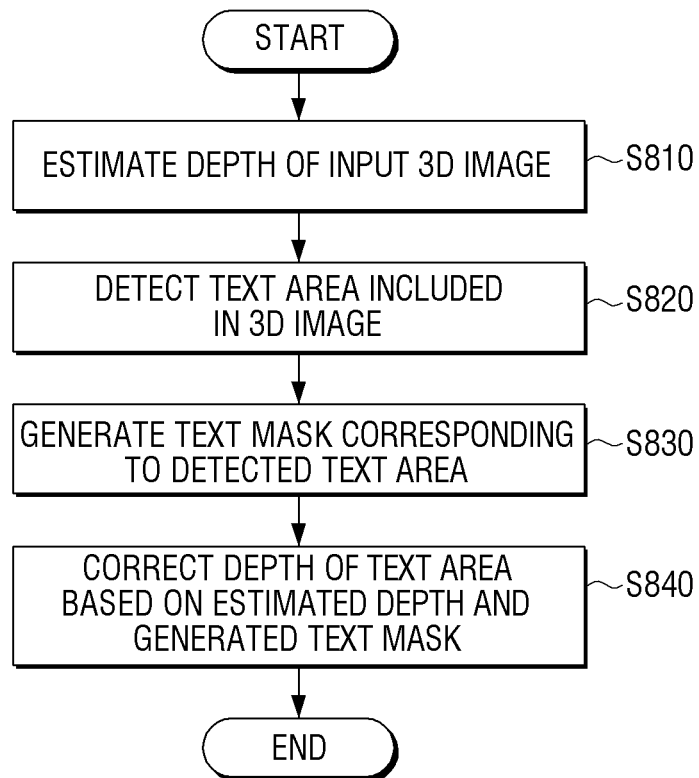 START
ESTIMATE DEPTH OF INPUT 3D IMAGE
S810
DETECT TEXT AREA INCLUDED
IN 3D IMAGE
S820
GENERATE TEXT MASK CORRESPONDING
TO DETECTED TEXT AREA
S830
CORRECT DEPTH OF TEXT AREA
BASED ON ESTIMATED DEPTH AND
GENERATED TEXT MASK
S840
END